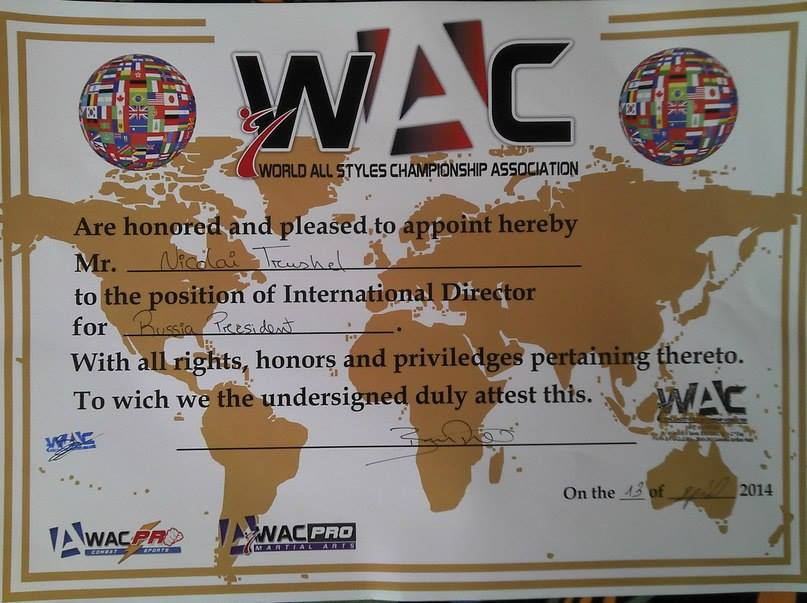 WAC
WORLD ALL STYLES CHAMPIONSHIP ASSOCIATION
Are honored and pleased to appoint hereby
Mr. Nicolai
to the position of International Director
for Russia President.
With all rights, honors and priviledges pertaining thereto.
To wich we the undersigned duly attest this.
WAC
WAC
On the 13 of april 2014
WAC PRO
COMBAT SPORTS
WAC PRO
MARTIAL ARTS